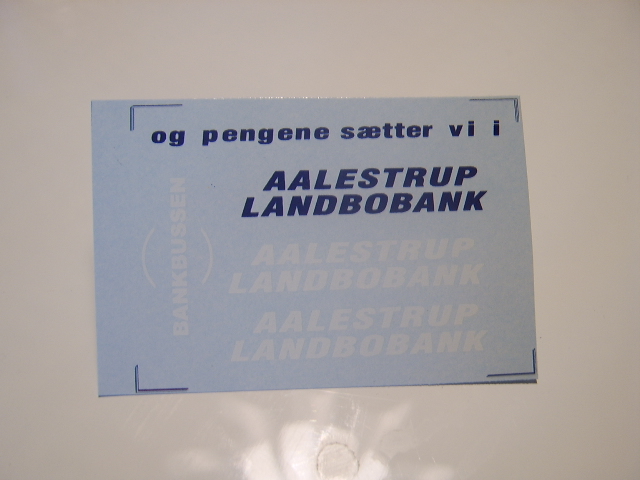 og pengene sætter vi i
AALESTRUP
LANDBOBANK
BANKBUSSEN
AALESTRUP
LANDBOBANK
AALESTRUP
LANDBOBANK